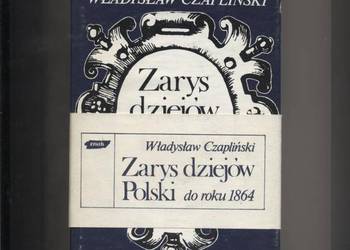 WŁADYSŁAW CZAPLIŃSKI
Zarys
dziejów
znak
Władysław Czapliński
Zarys dziejów
Polski do roku 1864